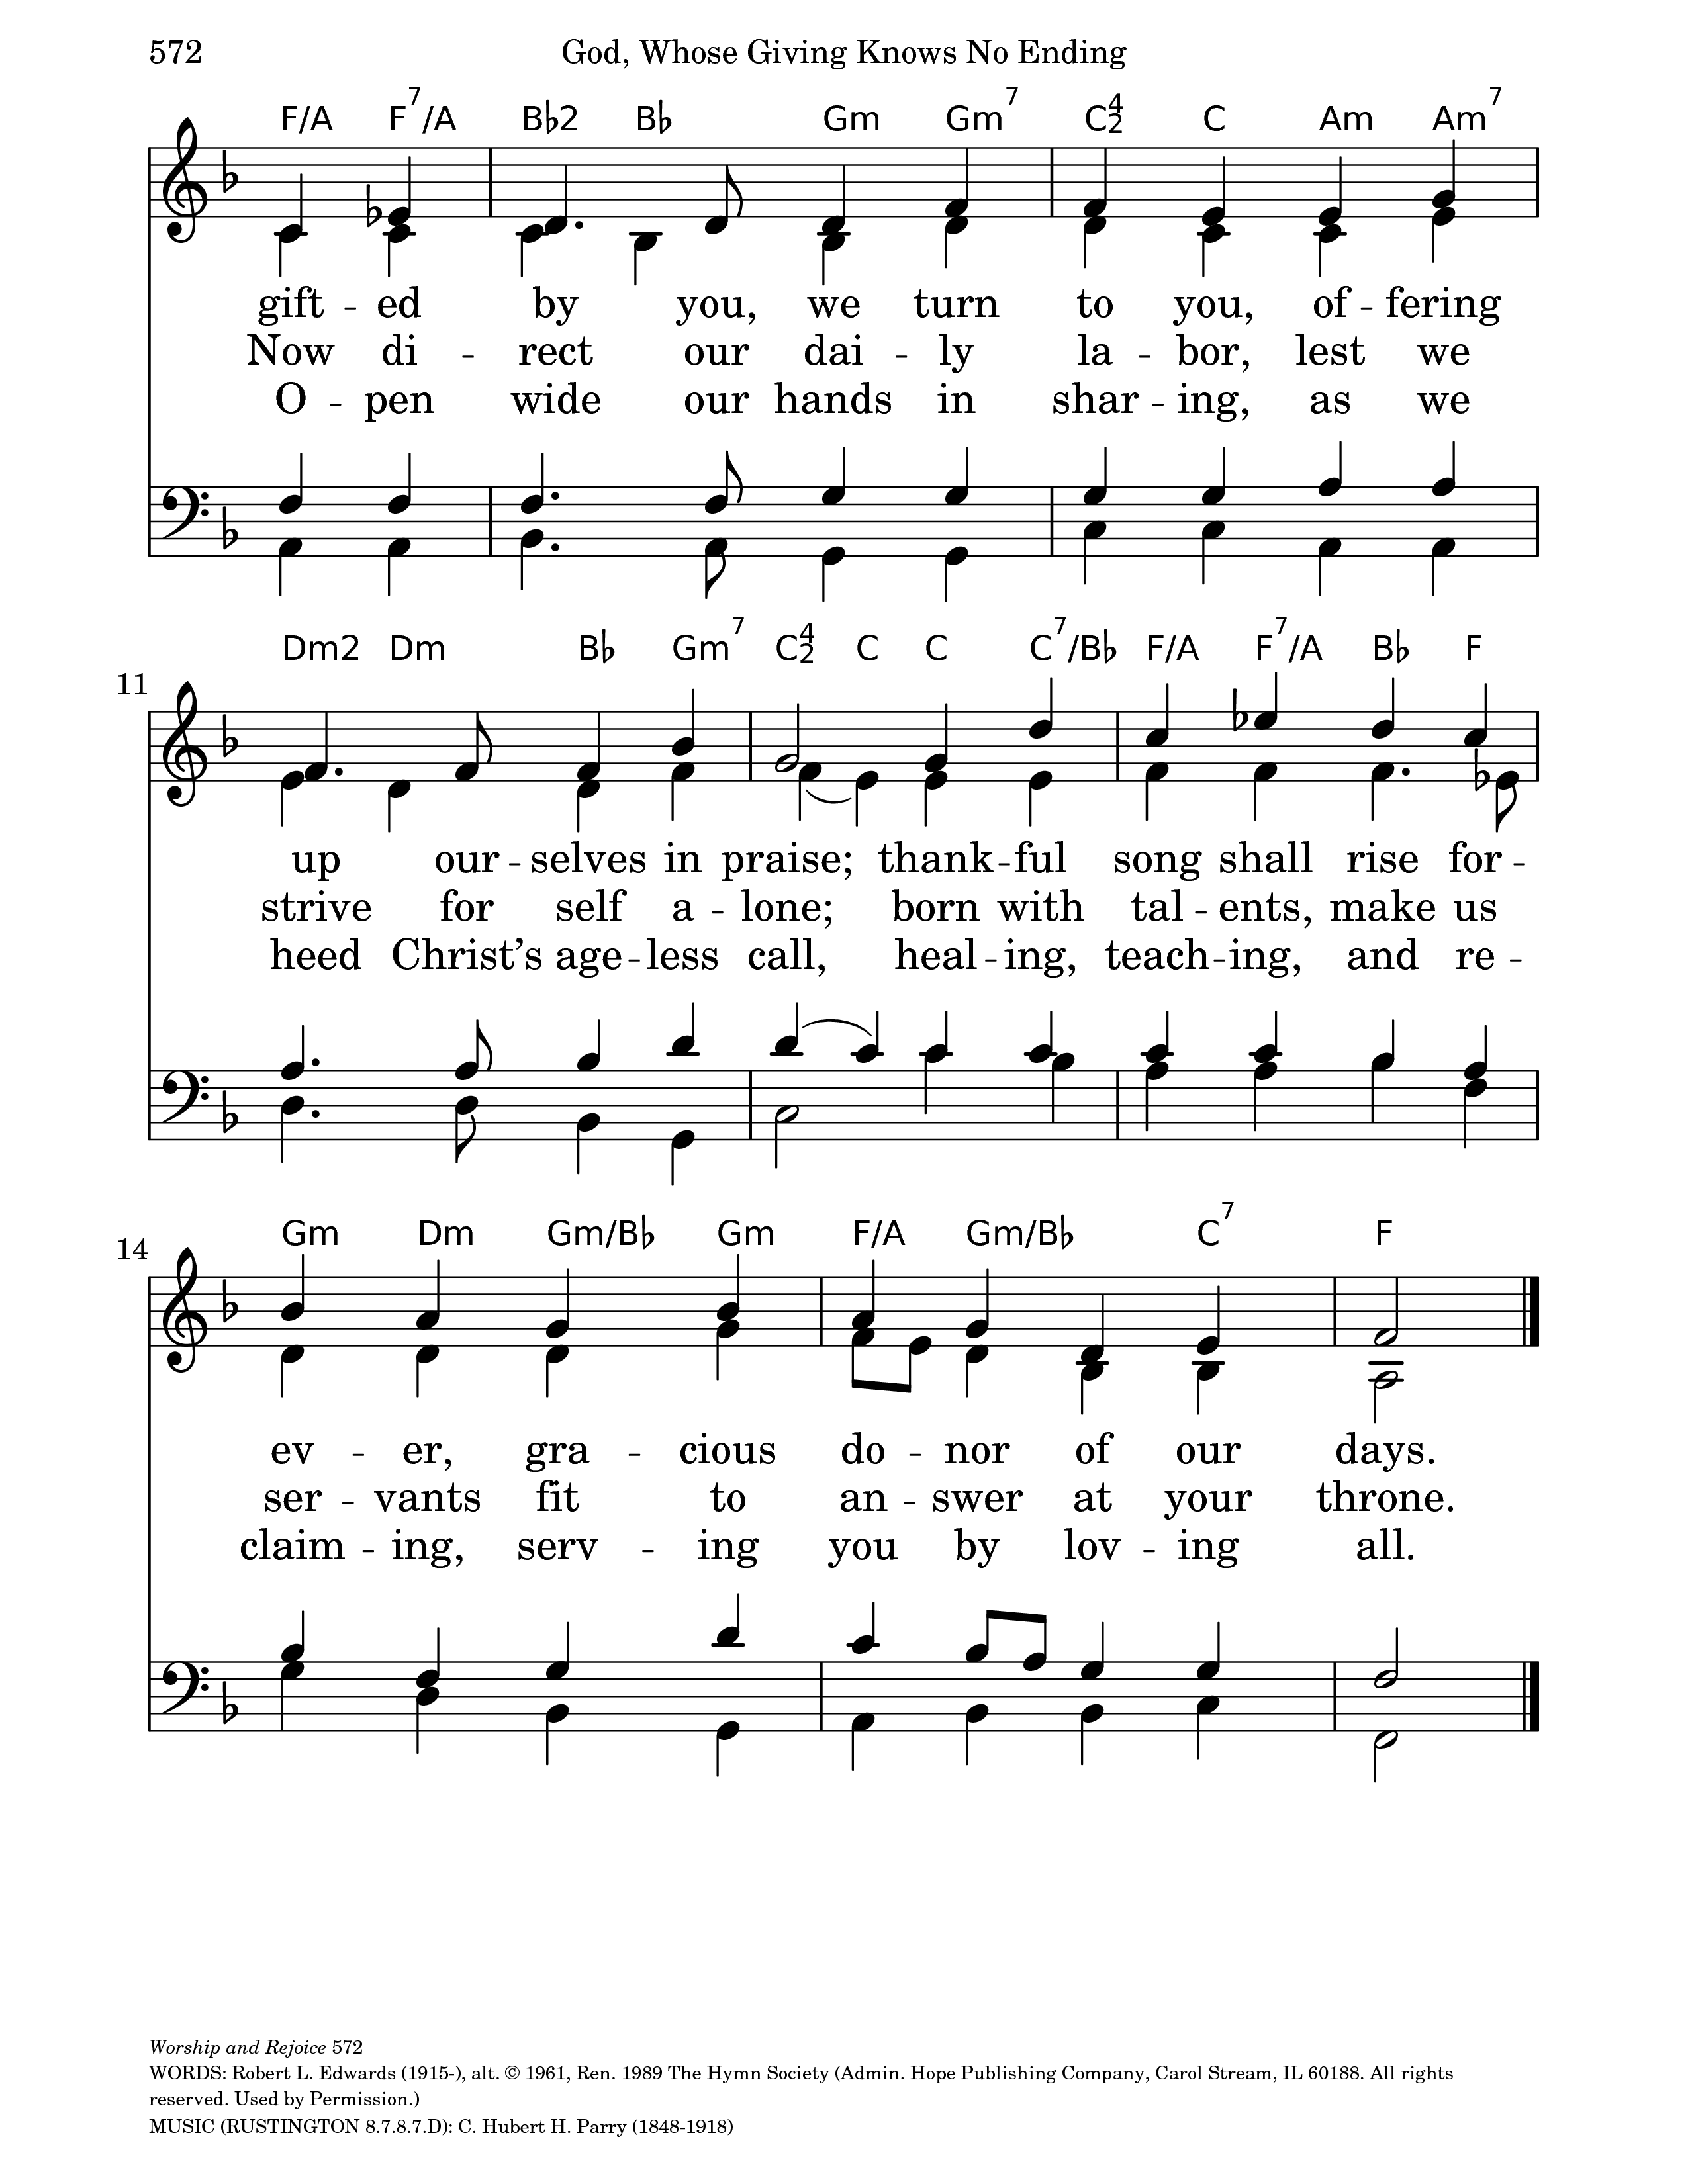 572 God, Whose Giving Knows No Ending
F/A F7/A B♭2 B♭ Gm Gm7 C42 C Am Am7
gift - ed by you, we turn to you, of - fering
Now di - rect our dai - ly la - bor, lest we
O - pen wide our hands in shar - ing, as we
Dm2 Dm B♭ Gm7 C42 C C C7/B♭ F/A F7/A B♭ F
11
up our - selves in praise; thank - ful song shall rise for -
strive for self a - lone; born with tal - ents, make us
heed Christ’s age - less call, heal - ing, teach - ing, and re -
Gm Dm Gm/B♭ Gm F/A Gm/B♭ C7 F
14
ev - er, gra - cious do - nor of our days.
ser - vants fit to an - swer at your throne.
claim - ing, serv - ing you by lov - ing all.
Worship and Rejoice 572
WORDS: Robert L. Edwards (1915-), alt. © 1961, Ren. 1989 The Hymn Society (Admin. Hope Publishing Company, Carol Stream, IL 60188. All rights
reserved. Used by Permission.)
MUSIC (RUSTINGTON 8.7.8.7.D): C. Hubert H. Parry (1848-1918)